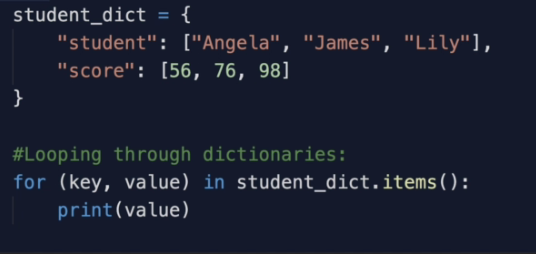 student_dict = {
    "student": ["Angela", "James", "Lily"],
    "score": [56, 76, 98]
}

#Looping through dictionaries:
for (key, value) in student_dict.items():
    print(value)